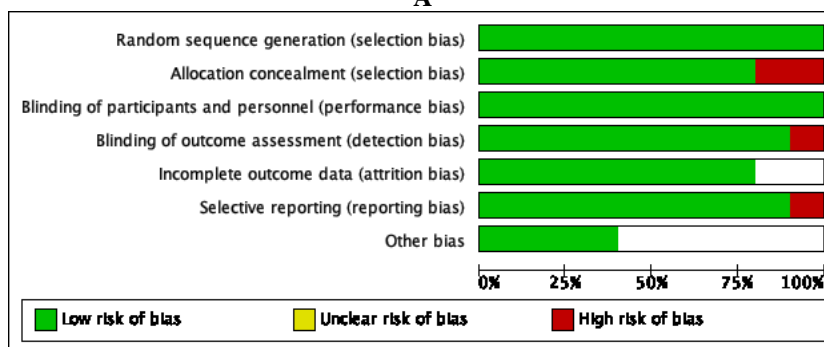 A
Random sequence generation (selection bias)
Allocation concealment (selection bias)
Blinding of participants and personnel (performance bias)
Blinding of outcome assessment (detection bias)
Incomplete outcome data (attrition bias)
Selective reporting (reporting bias)
Other bias
0% 25% 50% 75% 100%
Low risk of bias Unclear risk of bias High risk of bias